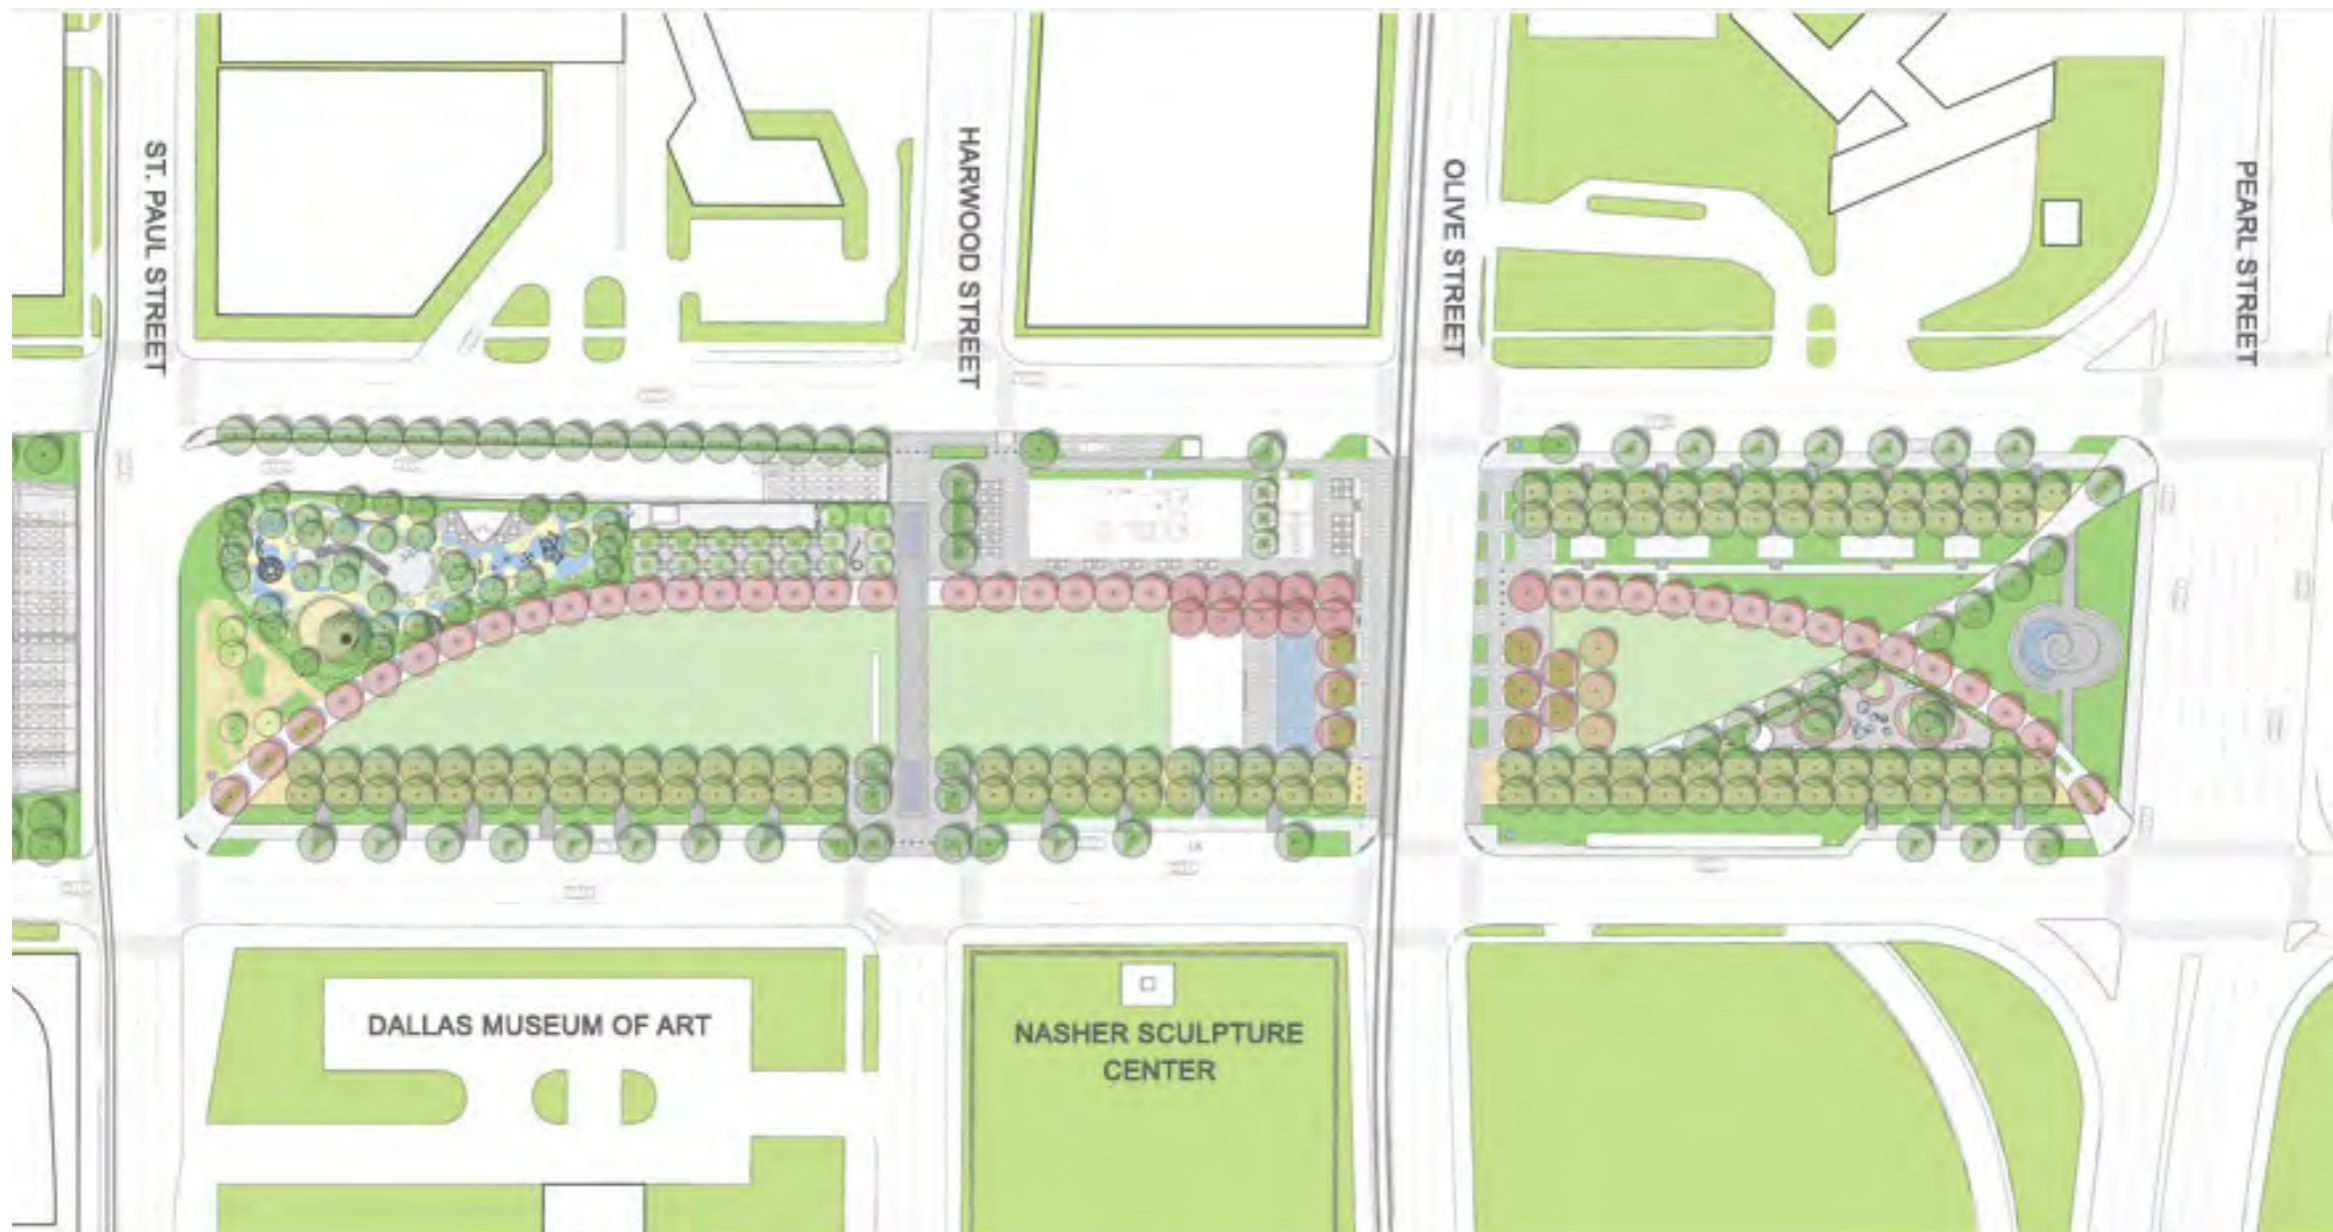 ST. PAUL STREET
HARWOOD STREET
OLIVE STREET
PEARL STREET
DALLAS MUSEUM OF ART
NASHER SCULPTURE
CENTER